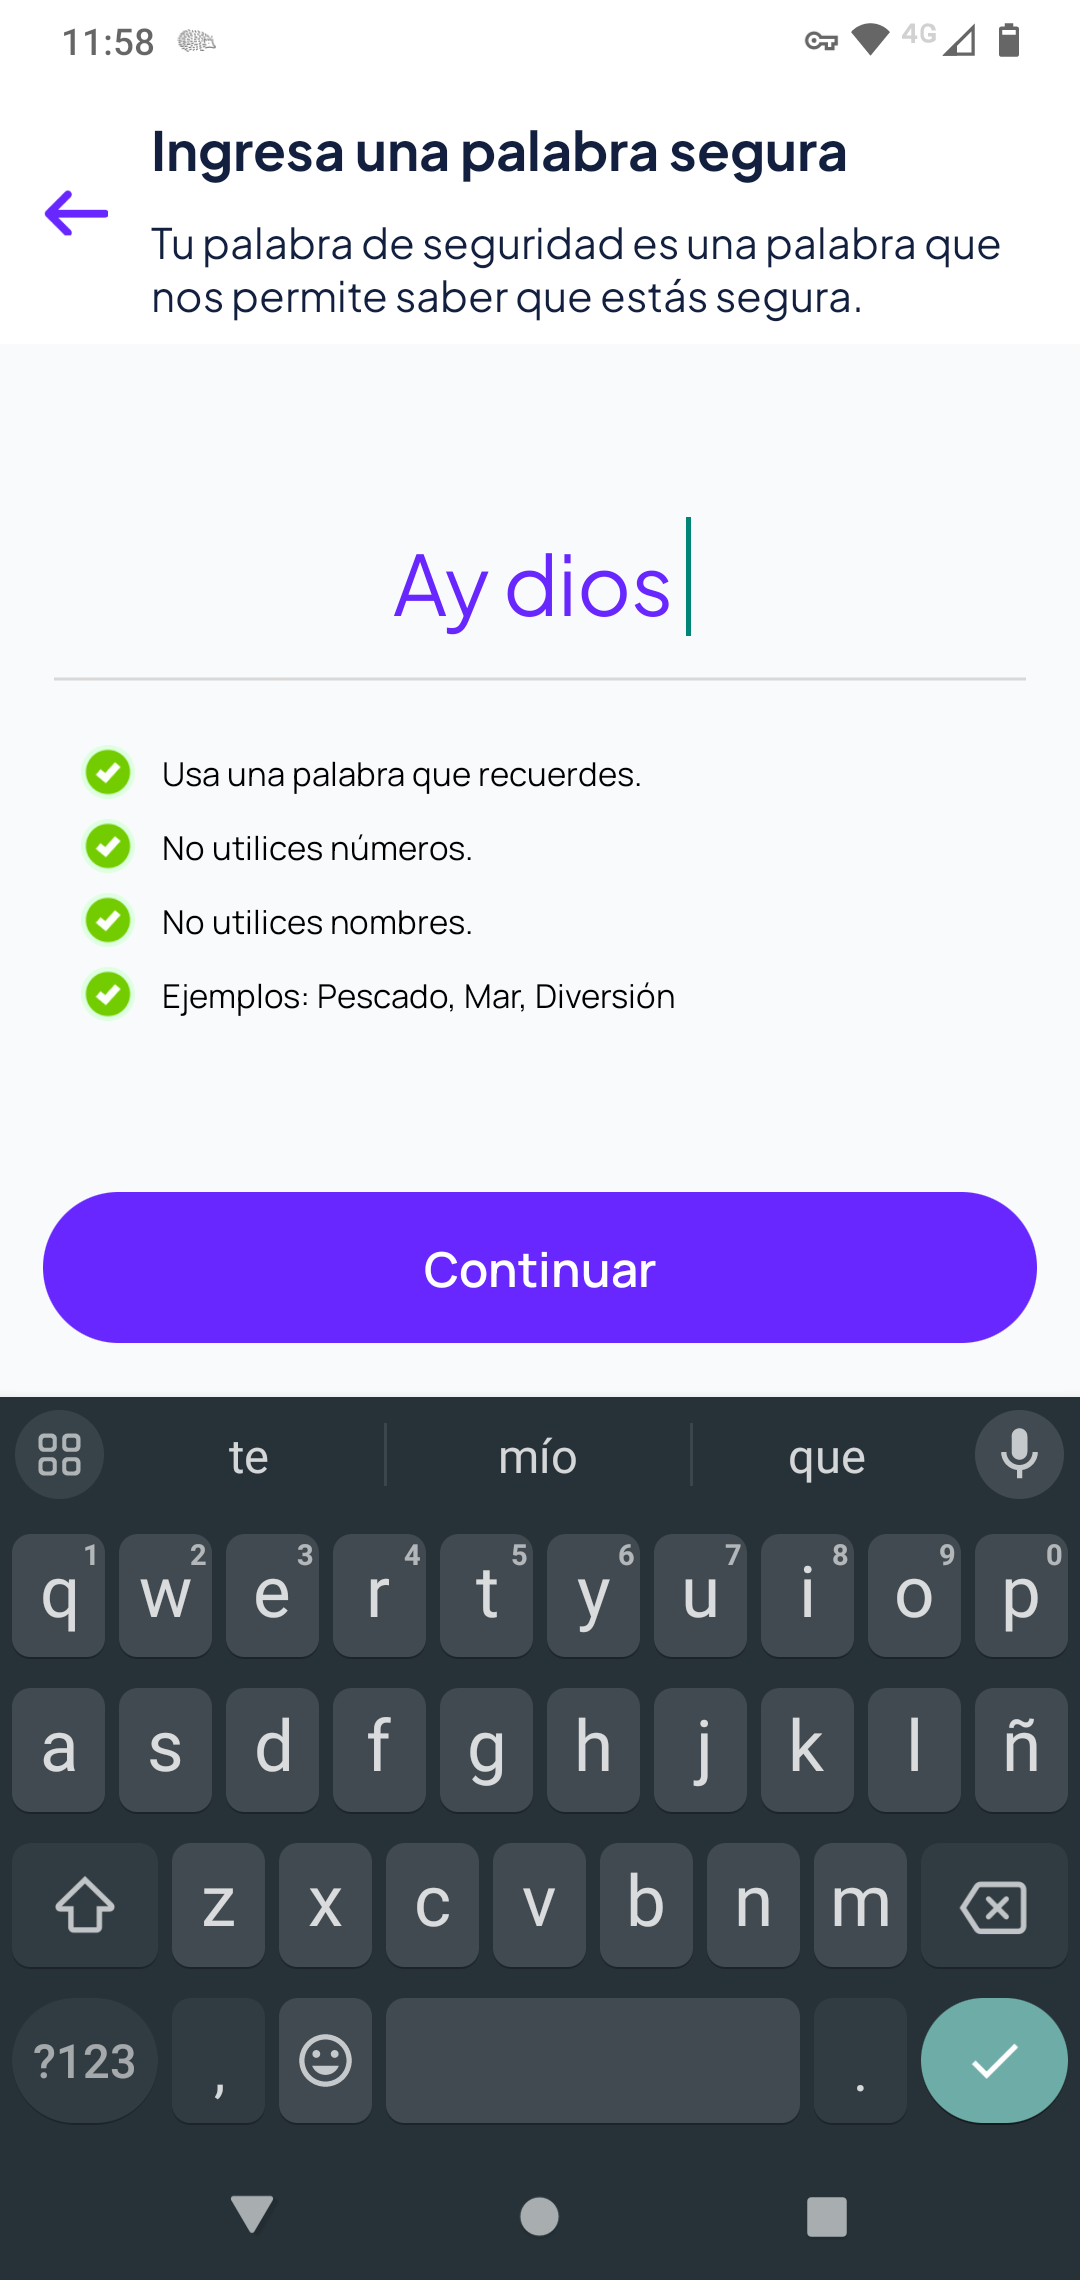 11:58
4G
Ingresa una palabra segura
Tu palabra de seguridad es una palabra que
nos permite saber que estás segura.
Ay dios
Usa una palabra que recuerdes.
No utilices números.
No utilices nombres.
Ejemplos: Pescado, Mar, Diversión
Continuar
te mío que
1 2 3 4 5 6 7 8 9 0
q w e r t y u i o p
a s d f g h j k l ñ
z x c v b n m
?123 , .